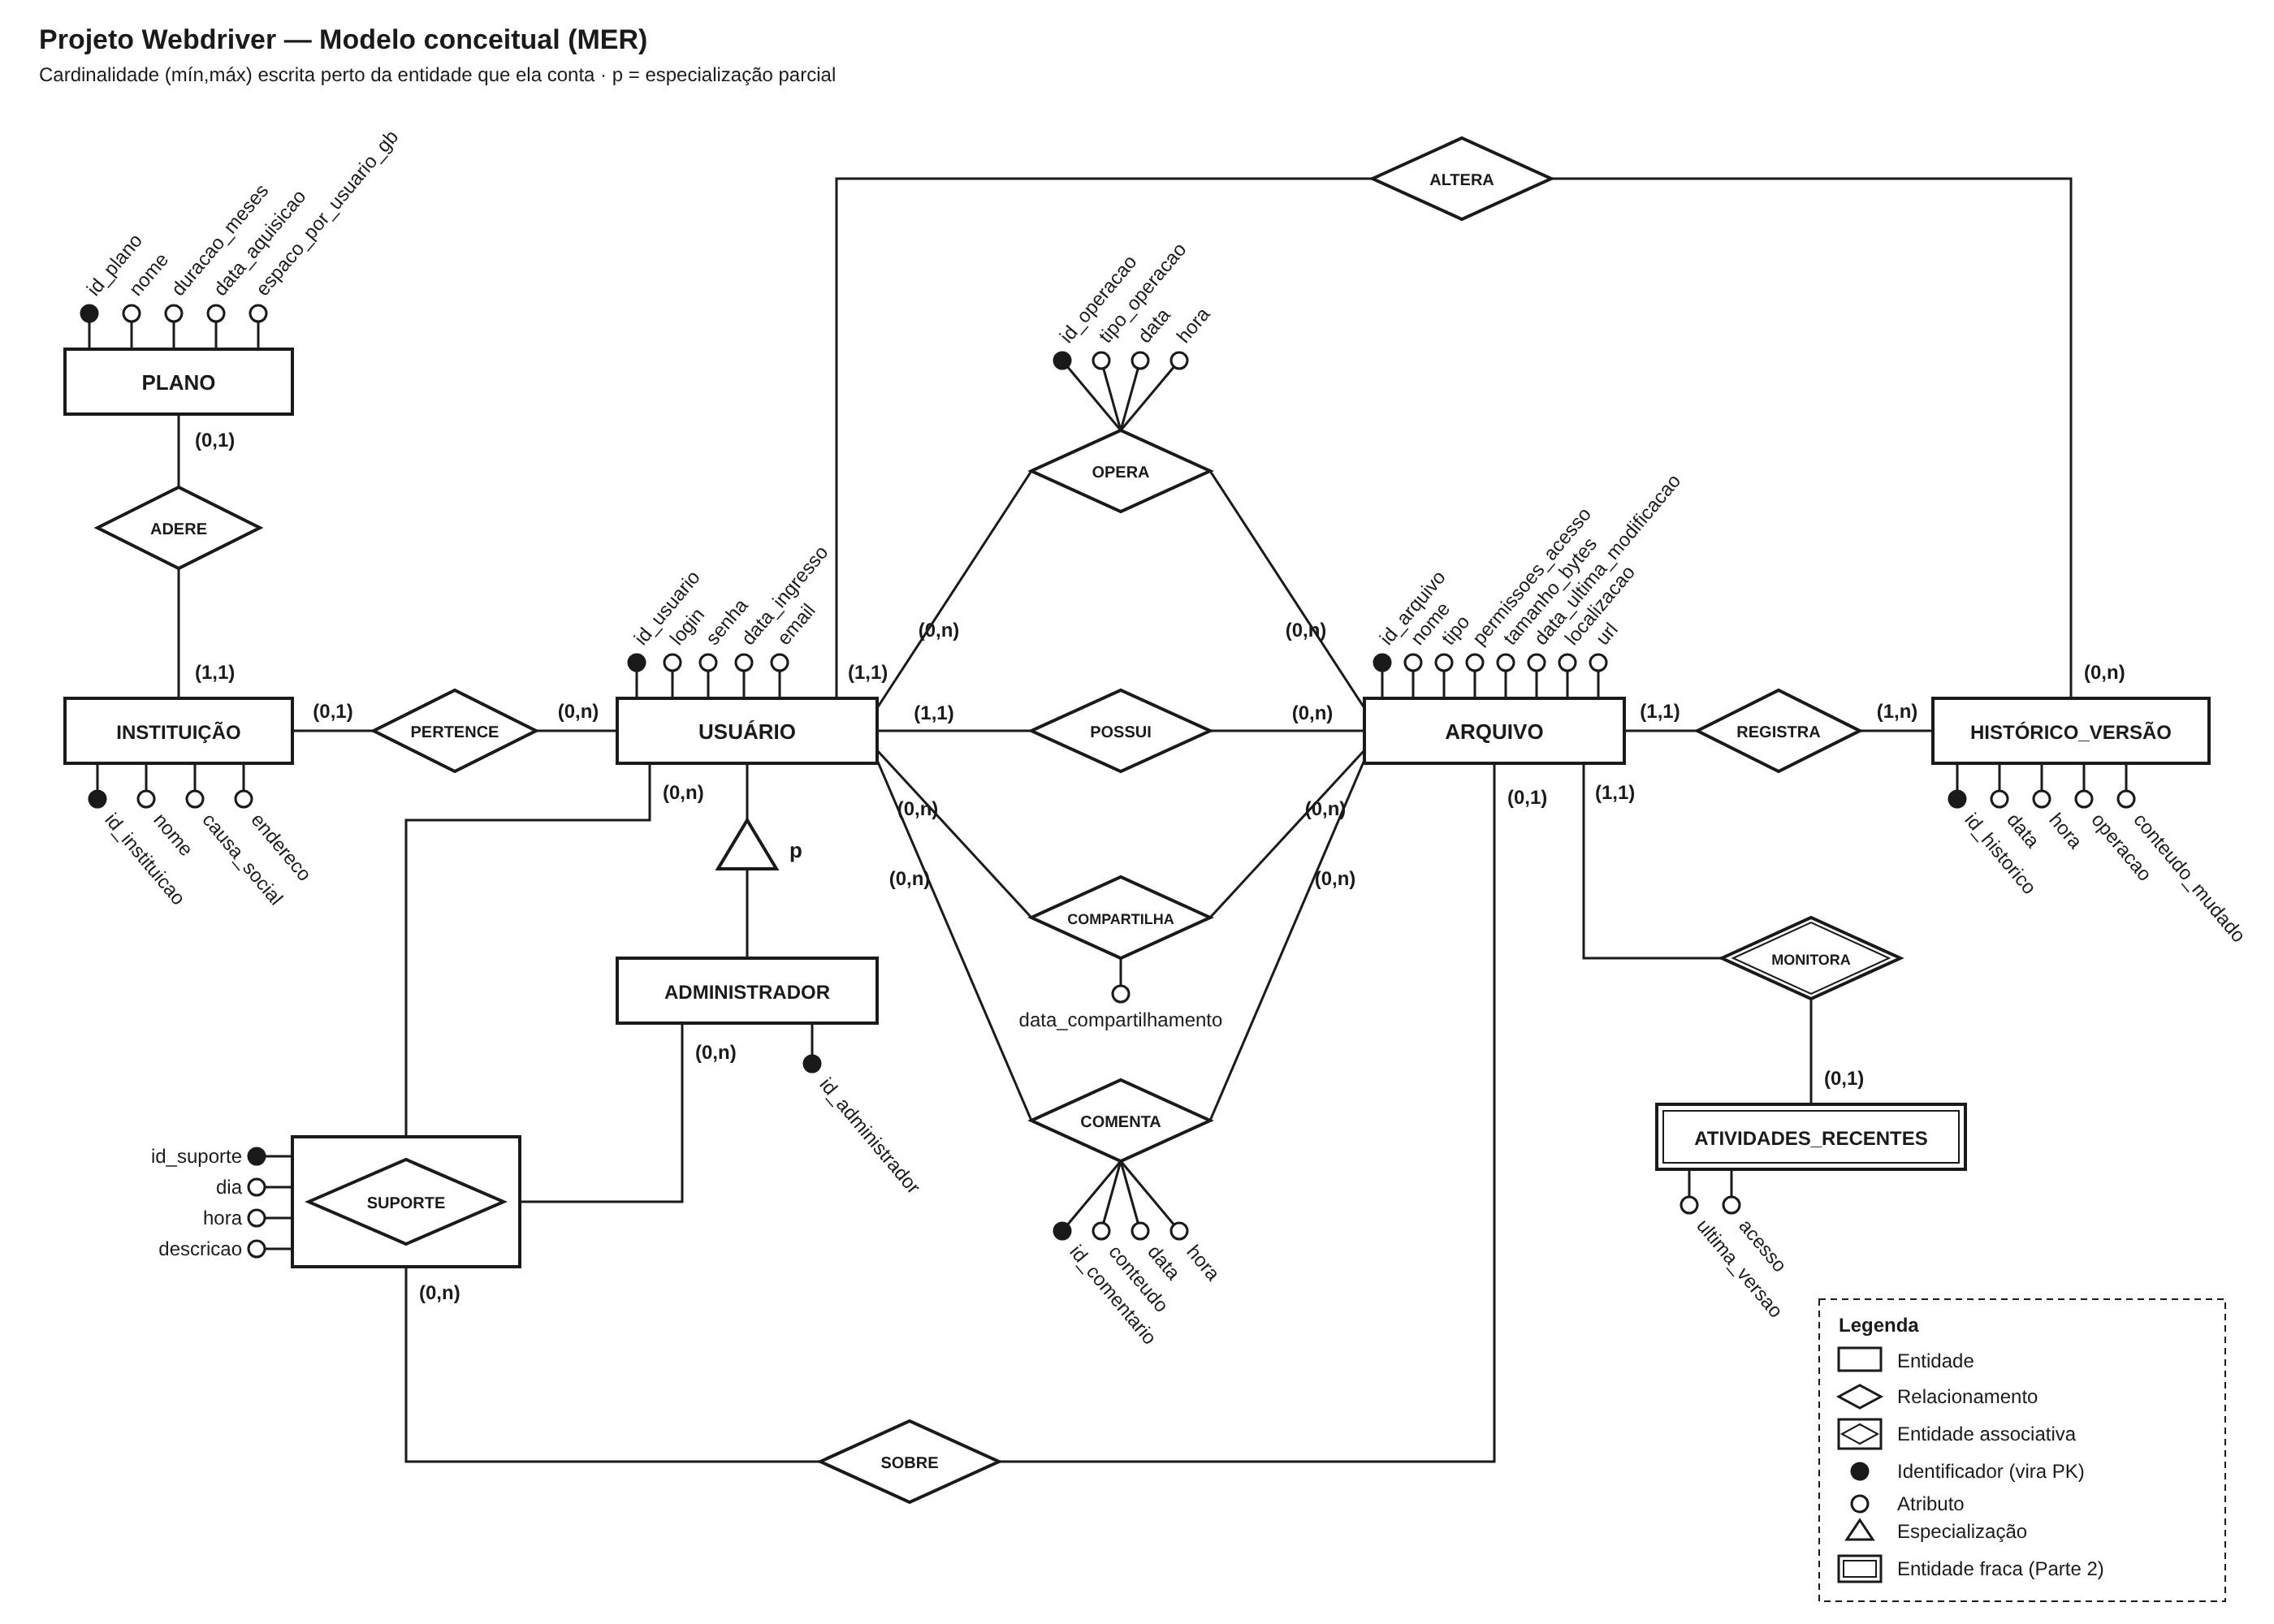 Projeto Webdriver — Modelo conceitual (MER)
Cardinalidade (mín,máx) escrita perto da entidade que ela conta · p = especialização parcial
ALTERA
id_plano
nome
duracao_meses
data_aquisicao
espaco_por_usuario_gb
PLANO
(0,1)
ADERE
(1,1)
id_operacao
tipo_operacao
data
hora
OPERA
(0,n)
(0,n)
id_usuario
login
senha
data_ingresso
email
(1,1)
id_arquivo
nome
tipo
permissoes_acesso
tamanho_bytes
data_ultima_modificacao
localizacao
url
(0,n)
INSTITUIÇÃO
(0,1)
PERTENCE
(0,n)
USUÁRIO
(1,1)
POSSUI
(0,n)
ARQUIVO
(1,1)
REGISTRA
(1,n)
HISTÓRICO_VERSÃO
id_instituicao
nome
causa_social
endereco
(0,n)
p
(0,n)
(0,n)
(0,n)
(0,n)
(0,1)
(1,1)
id_historico
data
hora
operacao
conteudo_mudado
COMPARTILHA
data_compartilhamento
MONITORA
ADMINISTRADOR
(0,n)
id_administrador
(0,1)
COMENTA
ATIVIDADES_RECENTES
ultima_versao
acesso
id_suporte
dia
hora
descricao
SUPORTE
(0,n)
id_comentario
conteudo
data
hora
SOBRE
Legenda
Entidade
Relacionamento
Entidade associativa
Identificador (vira PK)
Atributo
Especialização
Entidade fraca (Parte 2)